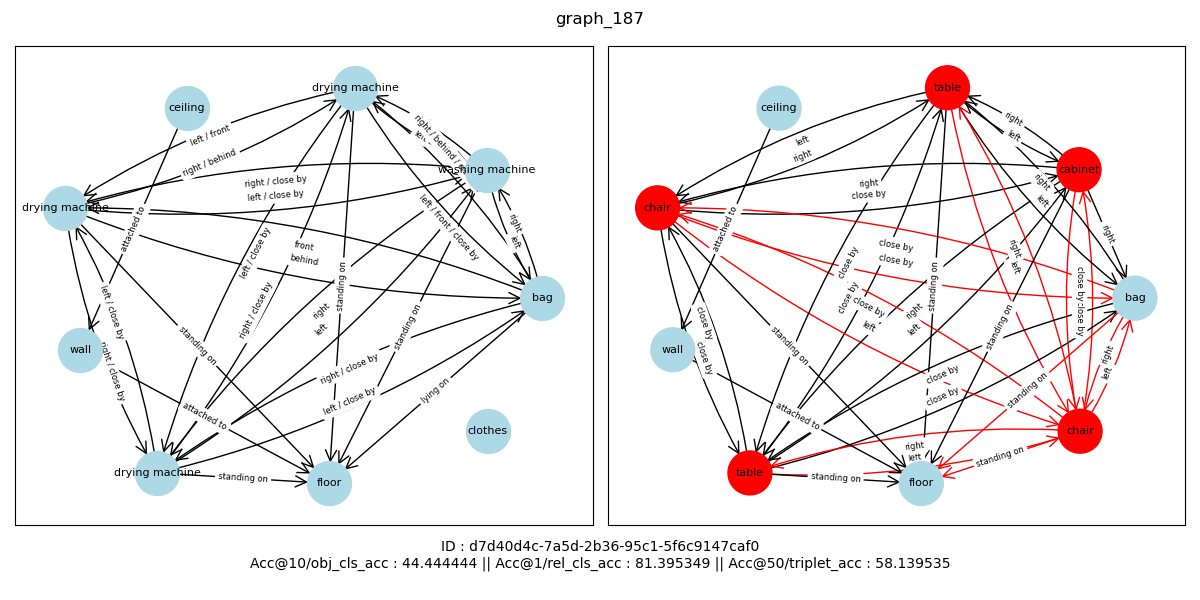 graph_187
drying machine
ceiling
left / front
right / behind
washing machine
right / close by
left / close by
drying machine
attached to
left / close by
front
behind
left / front / close by
right
left
standing on
bag
right / close by
left / close by
right
left
standing on
wall
right / close by
standing on
right / close by
left / close by
lying on
attached to
clothes
drying machine
standing on
floor
table
ceiling
right
left
left
right
cabinet
right
close by
right
left
chair
attached to
right
close by
close by
close by
right
left
standing on
close by
close by
bag
close by
left
right
left
close by
close by
standing on
wall
close by
standing on
right
left
close by
close by
standing on
attached to
chair
right
left
standing on
table
standing on
floor
ID : d7d40d4c-7a5d-2b36-95c1-5f6c9147caf0
Acc@10/obj_cls_acc : 44.444444 || Acc@1/rel_cls_acc : 81.395349 || Acc@50/triplet_acc : 58.139535